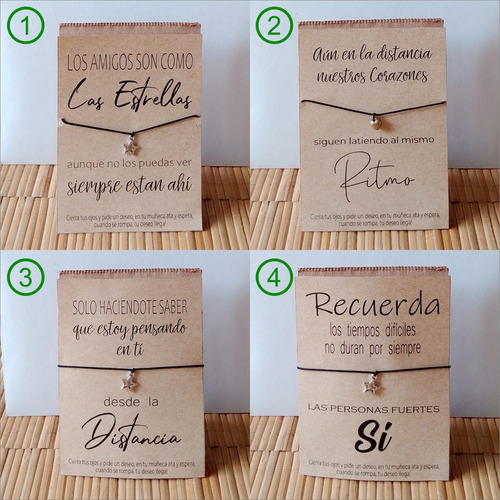 1
LOS AMIGOS SON COMO
Las Estrellas
aunque no los puedas ver
siempre estan ahí
Cierra tus ojos y pide un deseo, en tu muñeca ata y espera,
cuando se rompa, tu deseo llega!
2
Aún en la distancia
nuestros Corazones
siguen latiendo al mismo
Ritmo
Cierra tus ojos y pide un deseo, en tu muñeca ata y espera,
cuando se rompa, tu deseo llega!
3
SOLO HACIENDOTE SABER
que estoy pensando
en tí
desde la
Distancia
Cierra tus ojos y pide un deseo, en tu muñeca ata y espera,
cuando se rompa, tu deseo llega!
4
Recuerda
los tiempos difíciles
no duran por siempre
LAS PERSONAS FUERTES
Sí
Cierra tus ojos y pide un deseo, en tu muñeca ata y espera,
cuando se rompa, tu deseo llega!